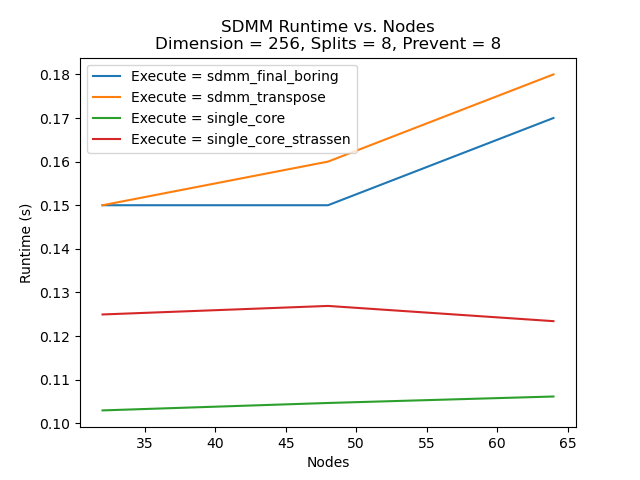 SDMM Runtime vs. Nodes
Dimension = 256, Splits = 8, Prevent = 8
Execute = sdmm_final_boring
Execute = sdmm_transpose
Execute = single_core
Execute = single_core_strassen
0.18
0.17
0.16
0.15
0.14
0.13
0.12
0.11
0.10
Runtime (s)
35 40 45 50 55 60 65
Nodes